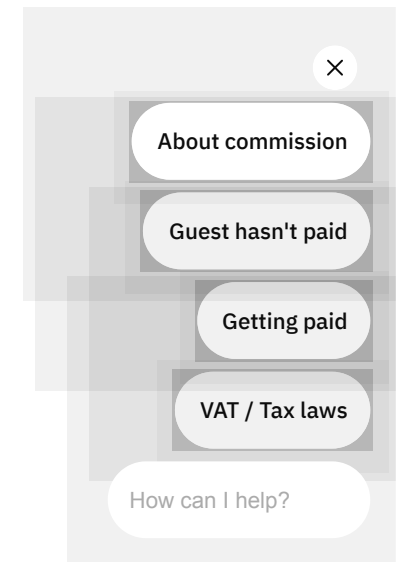 About commission
Guest hasn't paid
Getting paid
VAT / Tax laws
How can I help?